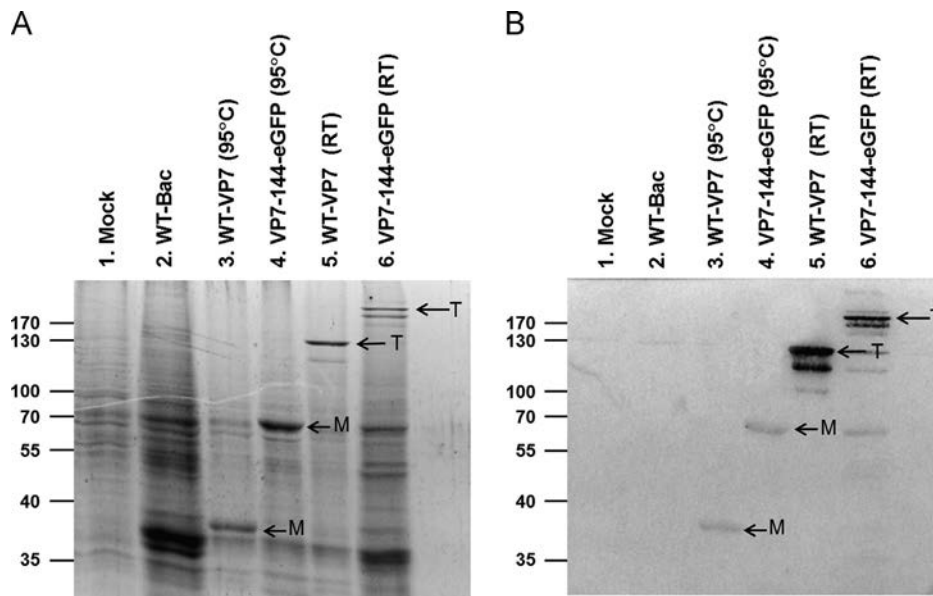 A
1. Mock
2. WT-Bac
3. WT-VP7 (95°C)
4. VP7-144-eGFP (95°C)
5. WT-VP7 (RT)
6. VP7-144-eGFP (RT)
170
130
100
70
55
40
35
T
T
M
M
B
1. Mock
2. WT-Bac
3. WT-VP7 (95°C)
4. VP7-144-eGFP (95°C)
5. WT-VP7 (RT)
6. VP7-144-eGFP (RT)
170
130
100
70
55
40
35
T
T
M
M